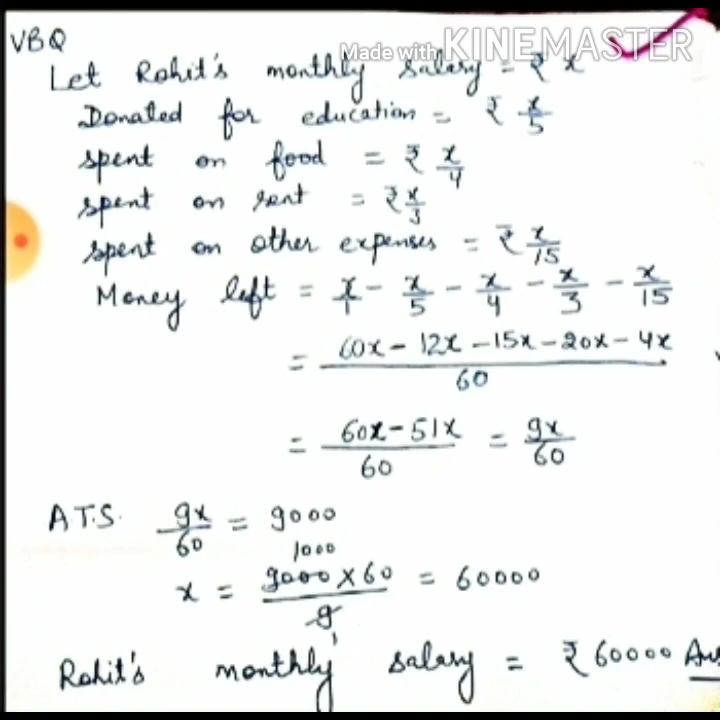 VBQ
Made with KINEMASTER
Let Rohit's monthly salary = ₹ x
Donated for education = ₹ x/5
spent on food = ₹ x/4
spent on rent = ₹ x/3
spent on other expenses = ₹ x/15
Money left = x/1 - x/5 - x/4 - x/3 - x/15
= (60x - 12x - 15x - 20x - 4x)/60
= (60x - 51x)/60 = 9x/60
A.T.S. 9x/60 = 9000
1000
x = (9000 × 60)/9 = 60000
1
Rohit's monthly salary = ₹ 60000 Ans